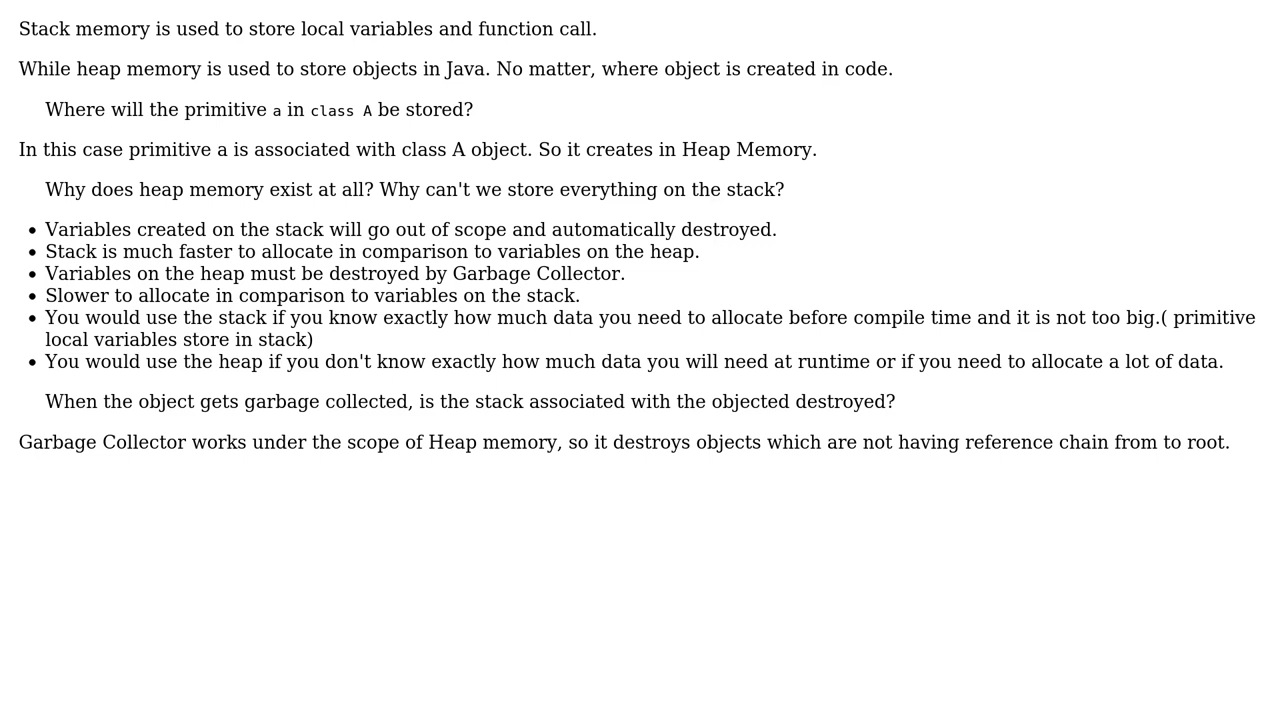 Stack memory is used to store local variables and function call.
While heap memory is used to store objects in Java. No matter, where object is created in code.
Where will the primitive a in class A be stored?
In this case primitive a is associated with class A object. So it creates in Heap Memory.
Why does heap memory exist at all? Why can't we store everything on the stack?
• Variables created on the stack will go out of scope and automatically destroyed.
• Stack is much faster to allocate in comparison to variables on the heap.
• Variables on the heap must be destroyed by Garbage Collector.
• Slower to allocate in comparison to variables on the stack.
• You would use the stack if you know exactly how much data you need to allocate before compile time and it is not too big.( primitive
local variables store in stack)
• You would use the heap if you don't know exactly how much data you will need at runtime or if you need to allocate a lot of data.
When the object gets garbage collected, is the stack associated with the objected destroyed?
Garbage Collector works under the scope of Heap memory, so it destroys objects which are not having reference chain from to root.